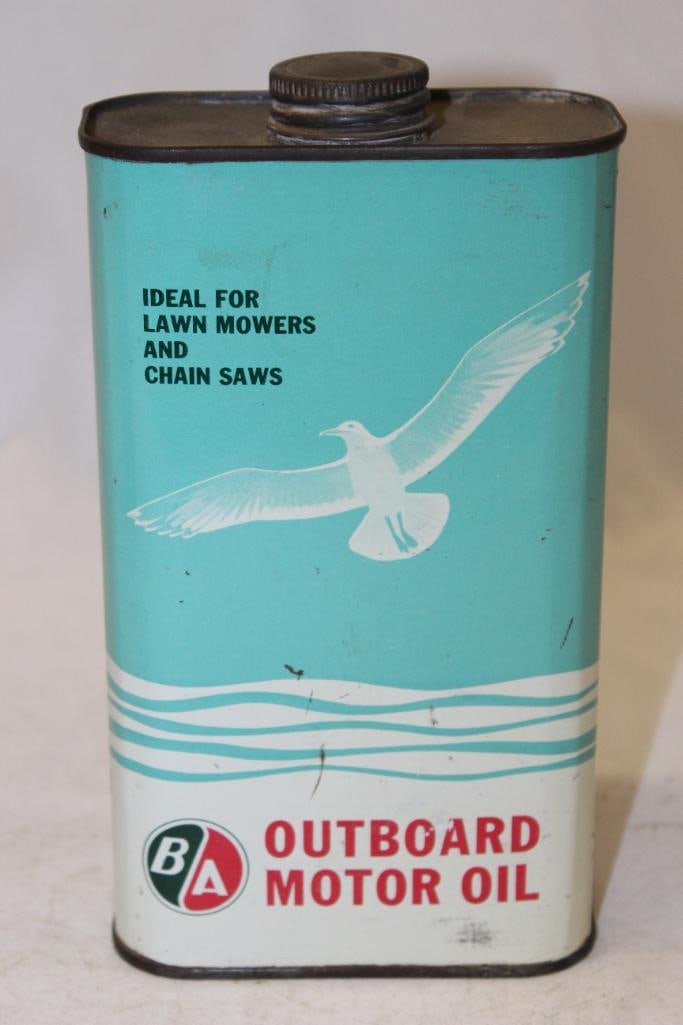 IDEAL FOR
LAWN MOWERS
AND
CHAIN SAWS
BA
OUTBOARD
MOTOR OIL